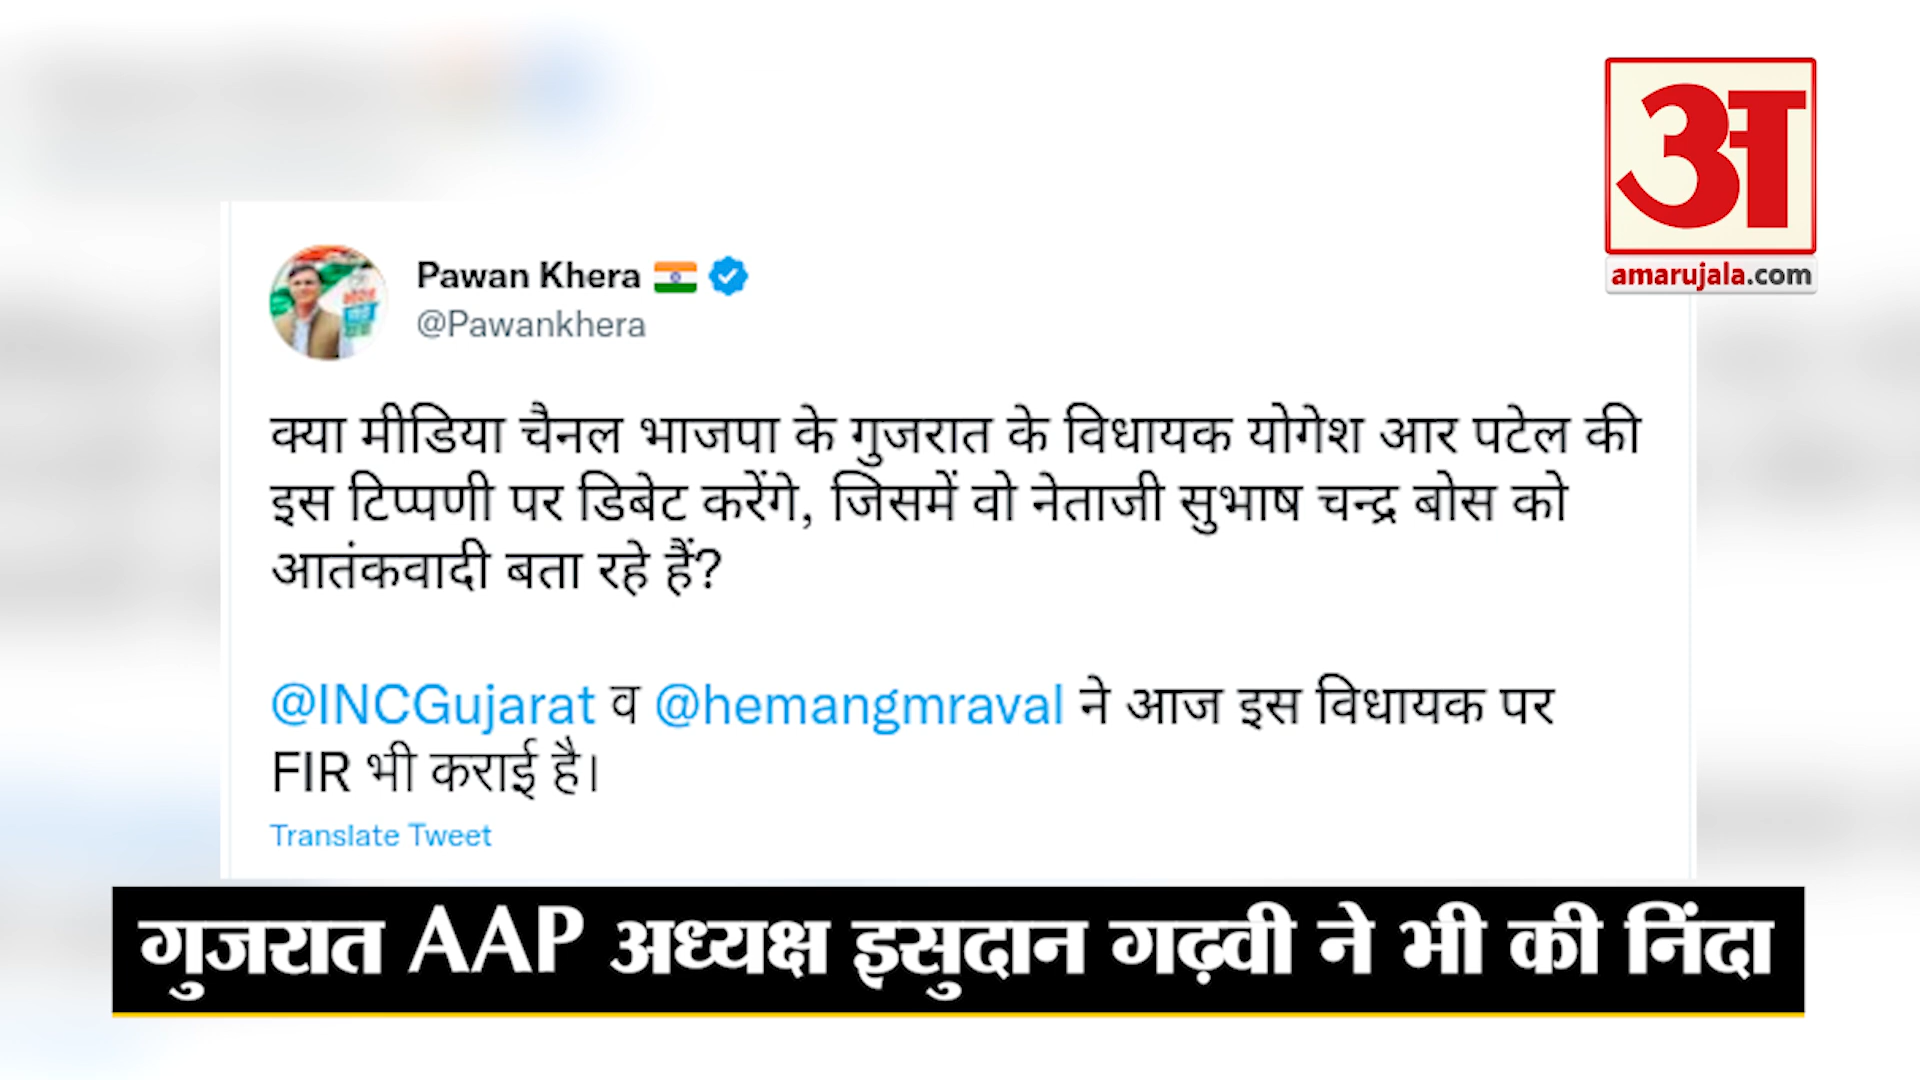 अ
amarujala.com
Pawan Khera
@Pawankhera
क्या मीडिया चैनल भाजपा के गुजरात के विधायक योगेश आर पटेल की
इस टिप्पणी पर डिबेट करेंगे, जिसमें वो नेताजी सुभाष चन्द्र बोस को
आतंकवादी बता रहे हैं?
@INCGujarat व @hemangmraval ने आज इस विधायक पर
FIR भी कराई है।
Translate Tweet
गुजरात AAP अध्यक्ष इसुदान गढ़वी ने भी की निंदा